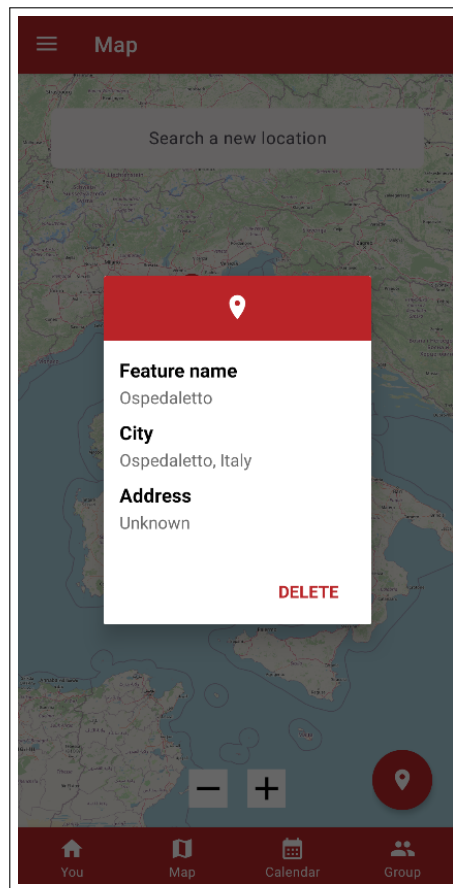 Map
Search a new location
Feature name
Ospedaletto
City
Ospedaletto, Italy
Address
Unknown
DELETE
You
Map
Calendar
Group